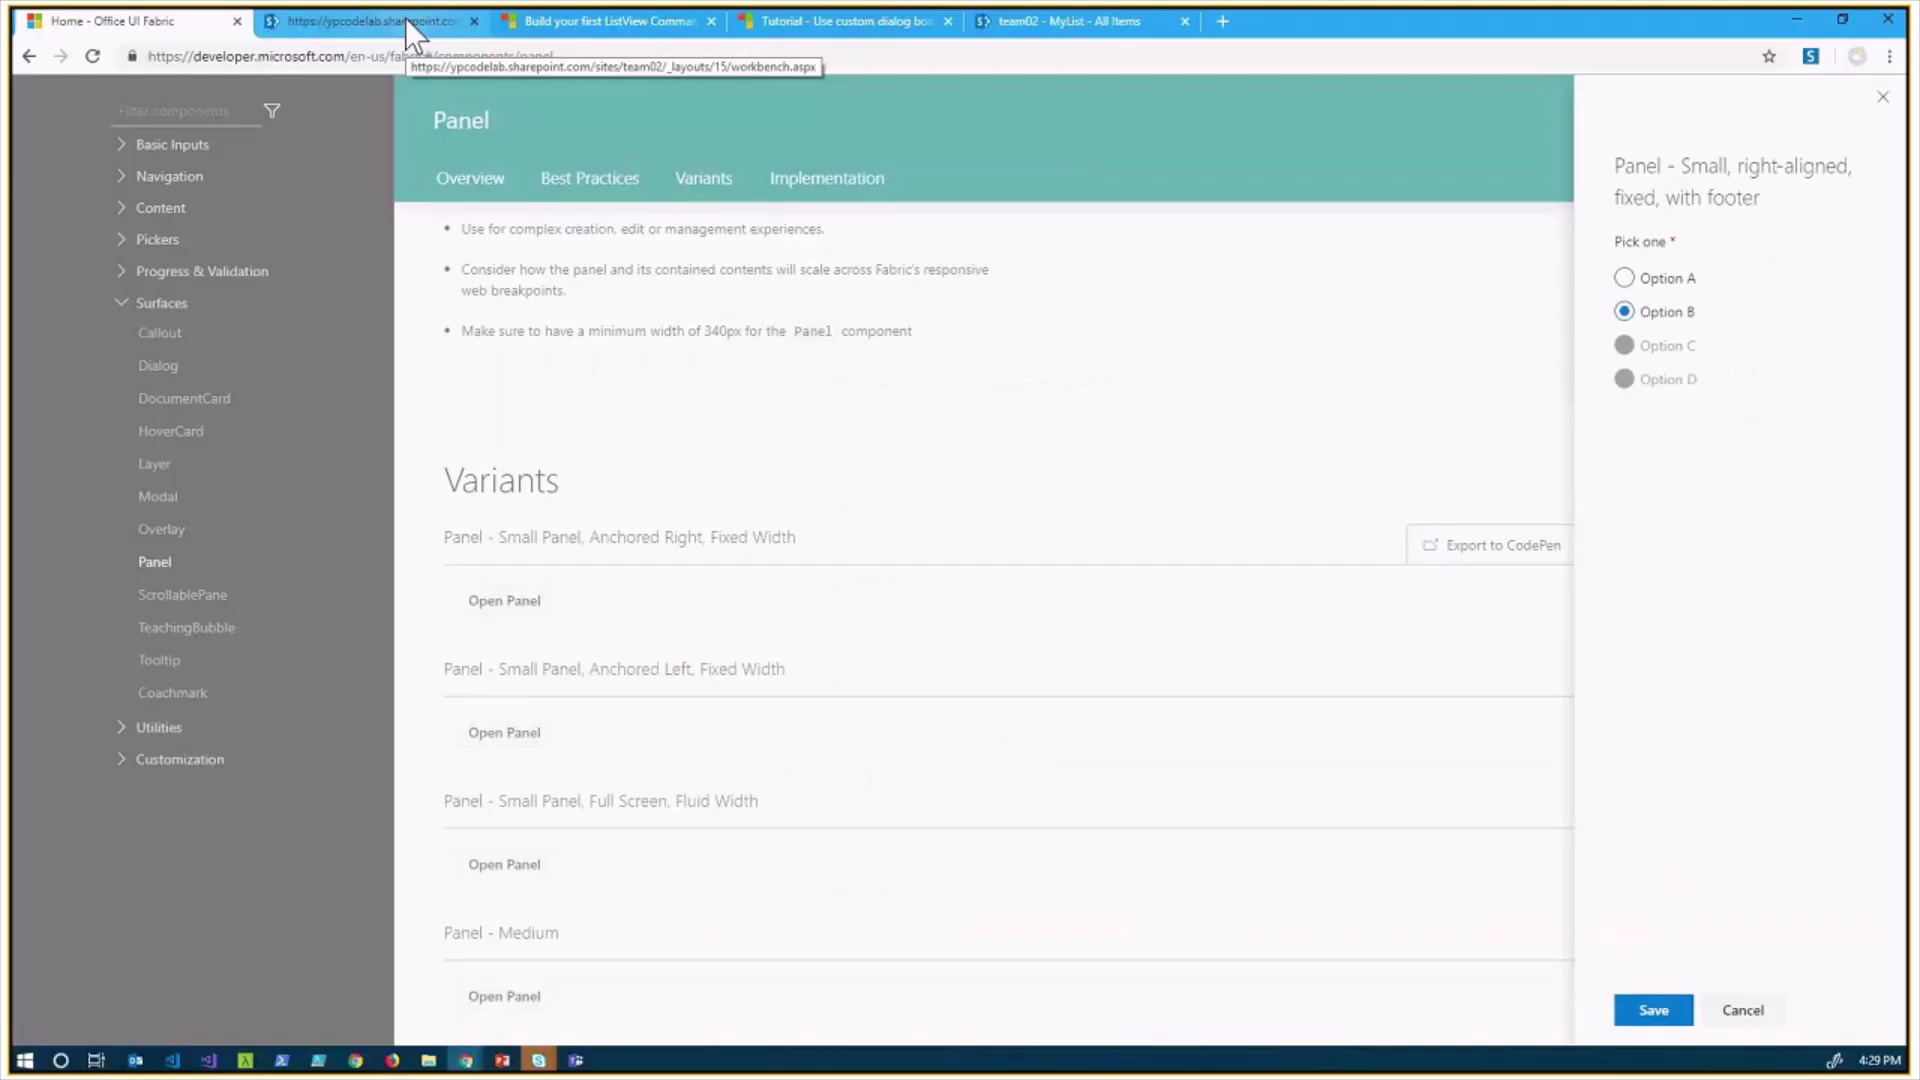 Home - Office UI Fabric
https://ypcodelab.sharepoint.co
Build your first ListView Comma
Tutorial - Use custom dialog box
team02 - MyList - All Items
https://developer.microsoft.com/en-us/fabric#/components/panel
https://ypcodelab.sharepoint.com/sites/team02/_layouts/15/workbench.aspx
Filter components
Basic Inputs
Navigation
Content
Pickers
Progress & Validation
Surfaces
Callout
Dialog
DocumentCard
HoverCard
Layer
Modal
Overlay
Panel
ScrollablePane
TeachingBubble
Tooltip
Coachmark
Utilities
Customization
Panel
Overview
Best Practices
Variants
Implementation
Use for complex creation, edit or management experiences.
Consider how the panel and its contained contents will scale across Fabric's responsive
web breakpoints.
Make sure to have a minimum width of 340px for the Panel component
Variants
Panel - Small Panel, Anchored Right, Fixed Width
Export to CodePen
Open Panel
Panel - Small Panel, Anchored Left, Fixed Width
Open Panel
Panel - Small Panel, Full Screen, Fluid Width
Open Panel
Panel - Medium
Open Panel
Panel - Small, right-aligned,
fixed, with footer
Pick one *
Option A
Option B
Option C
Option D
Save
Cancel
4:29 PM